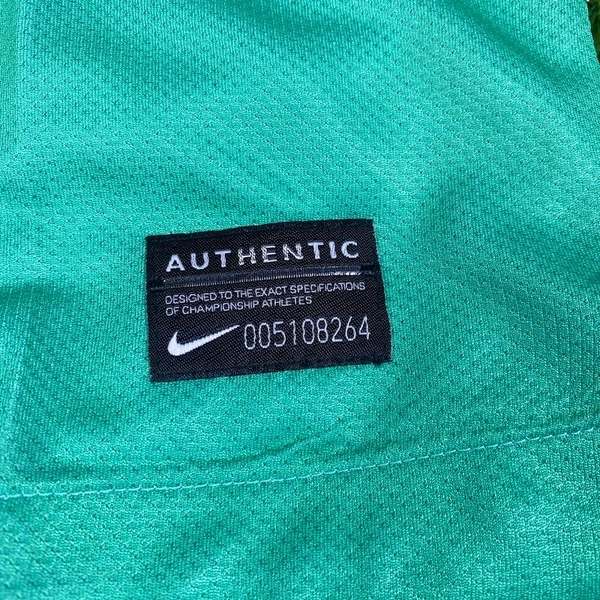 AUTHENTIC
DESIGNED TO THE EXACT SPECIFICATIONS
OF CHAMPIONSHIP ATHLETES
005108264